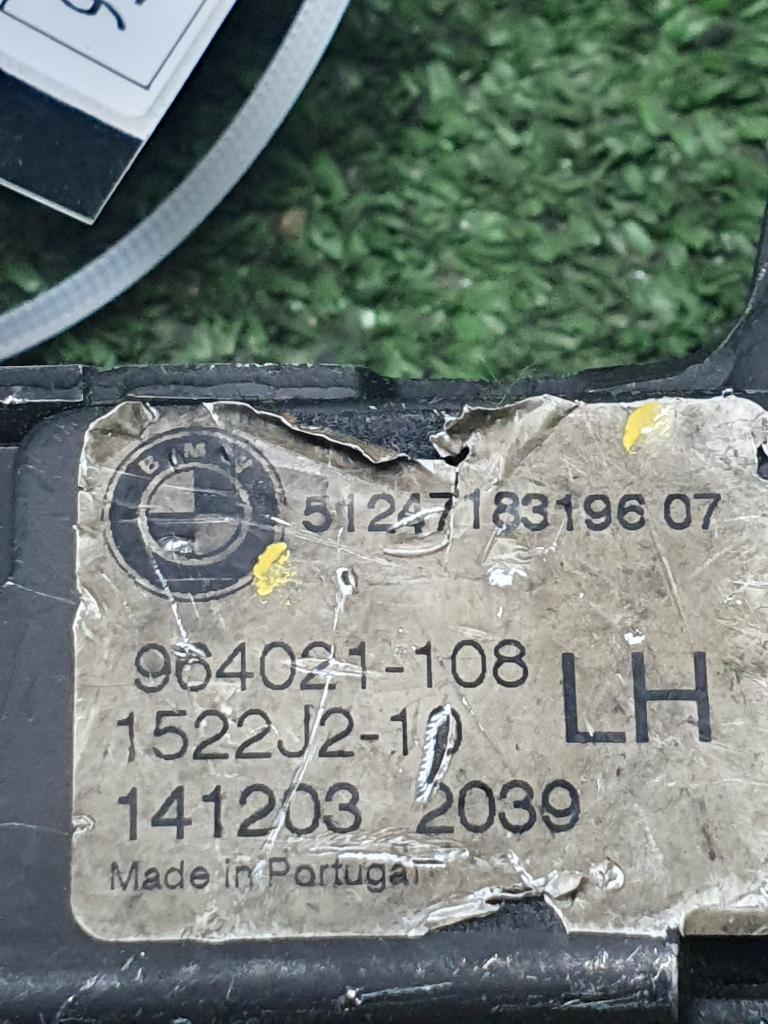 BMW
51247183196 07
964021-108
LH
1522J2-10
141203 2039
Made in Portugal